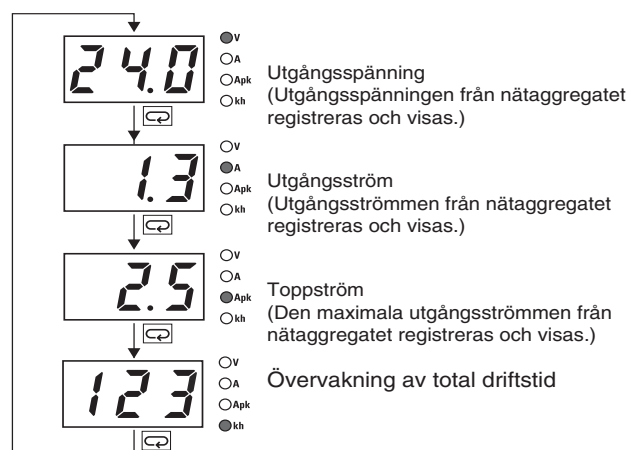 24.0
V
A
Apk
kh
Utgångsspänning
(Utgångsspänningen från nätaggregatet
registreras och visas.)
1.3
V
A
Apk
kh
Utgångsström
(Utgångsströmmen från nätaggregatet
registreras och visas.)
2.5
V
A
Apk
kh
Toppström
(Den maximala utgångsströmmen från
nätaggregatet registreras och visas.)
123
V
A
Apk
kh
Övervakning av total driftstid